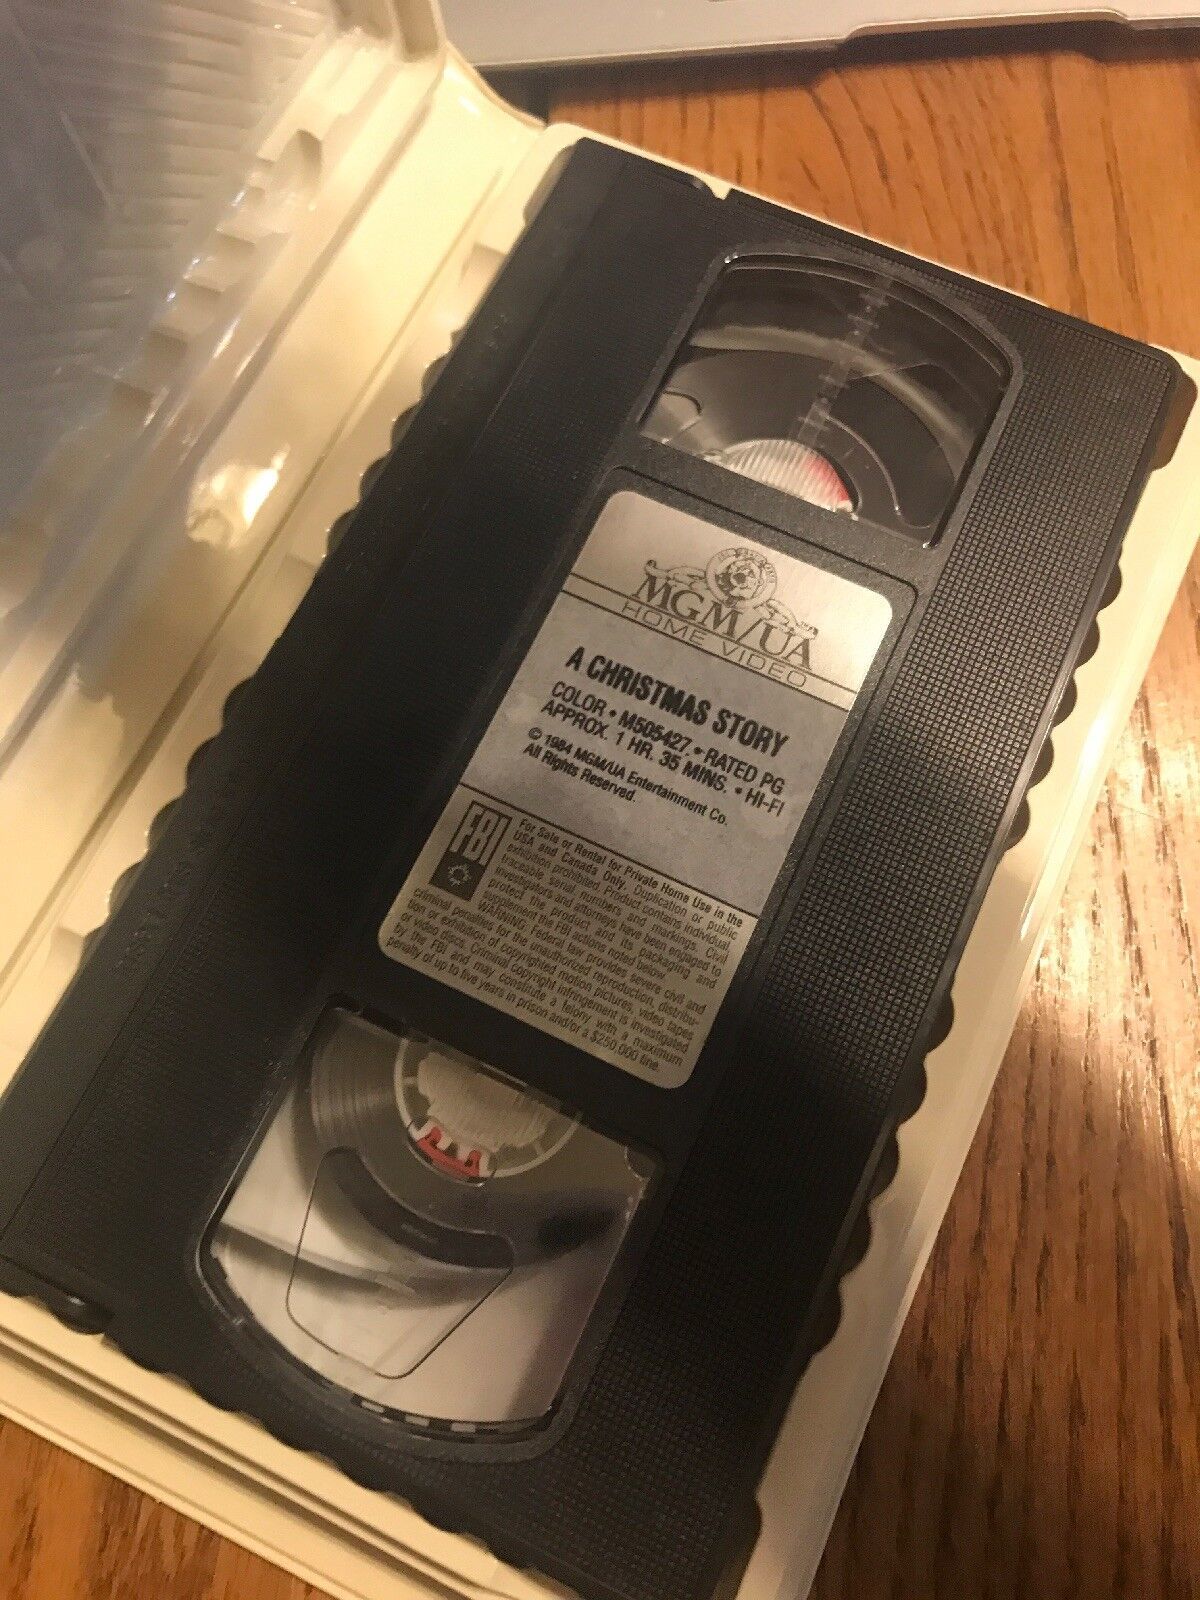 MGM/UA
HOME VIDEO
A CHRISTMAS STORY
COLOR • M505427. • RATED PG
APPROX. 1 HR. 35 MINS. • HI-FI
© 1984 MGM/UA Entertainment Co.
All Rights Reserved.
FBI
For Sale or Rental for Private Home Use in the
USA and Canada Only. Duplication or public
exhibition prohibited. Product contains individual
traceable serial numbers and markings. Civil
investigators and attorneys have been engaged to
protect the product and its packaging and
supplement the FBI actions noted below.
WARNING: Federal law provides severe civil and
criminal penalties for the unauthorized reproduction, distribu-
tion or exhibition of copyrighted motion pictures, video tapes
or video discs. Criminal copyright infringement is investigated
by the FBI and may constitute a felony with a maximum
penalty of up to five years in prison and/or a $250,000 fine.